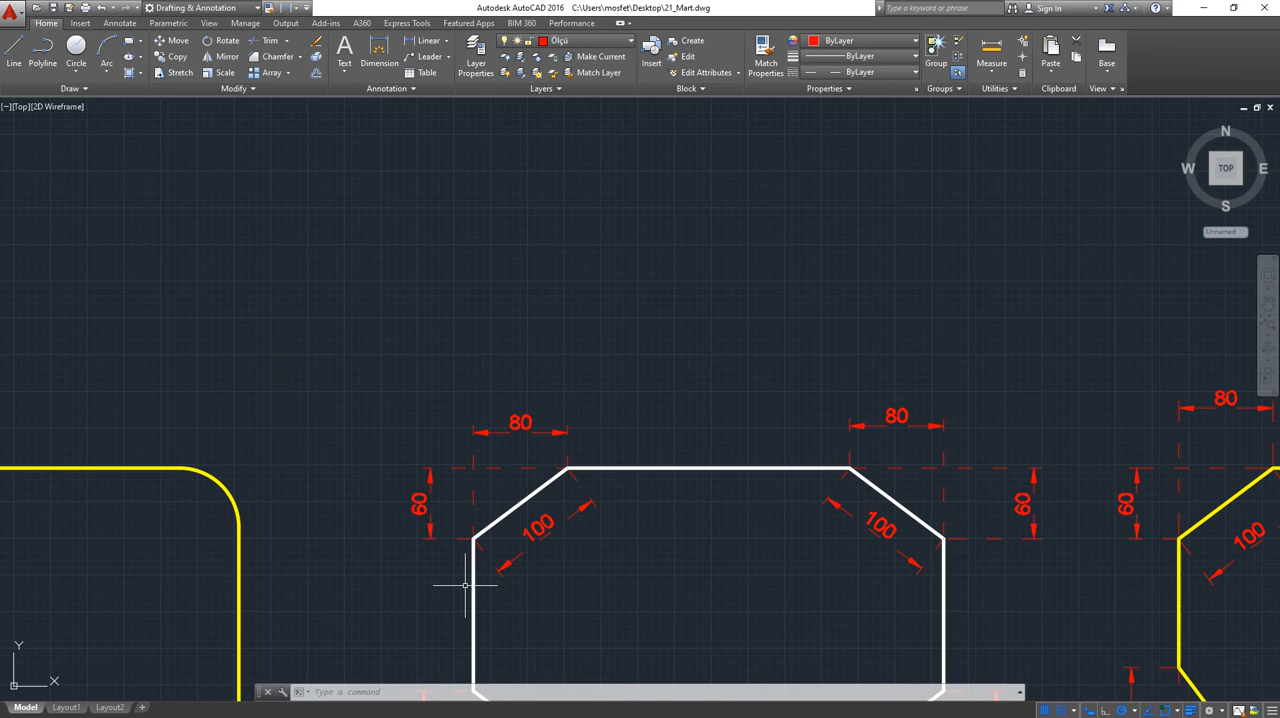 Autodesk AutoCAD 2016 C:\Users\mosfet\Desktop\21_Mart.dwg
Drafting & Annotation
Type a keyword or phrase
Sign In
Home Insert Annotate Parametric View Manage Output Add-ins A360 Express Tools Featured Apps BIM 360 Performance
Line Polyline Circle Arc
Move Rotate Trim
Copy Mirror Chamfer
Stretch Scale Array
Text Dimension
Linear
Leader
Table
Layer Properties
Ölçü
Make Current
Match Layer
Insert
Create
Edit
Edit Attributes
Match Properties
ByLayer
ByLayer
ByLayer
Group
Measure
Paste
Base
Draw Modify Annotation Layers Block Properties Groups Utilities Clipboard View
[−][Top][2D Wireframe]
N
W TOP E
S
Unnamed
80
80
80
60
100
100
60
60
100
Y
X
Type a command
Model Layout1 Layout2 +